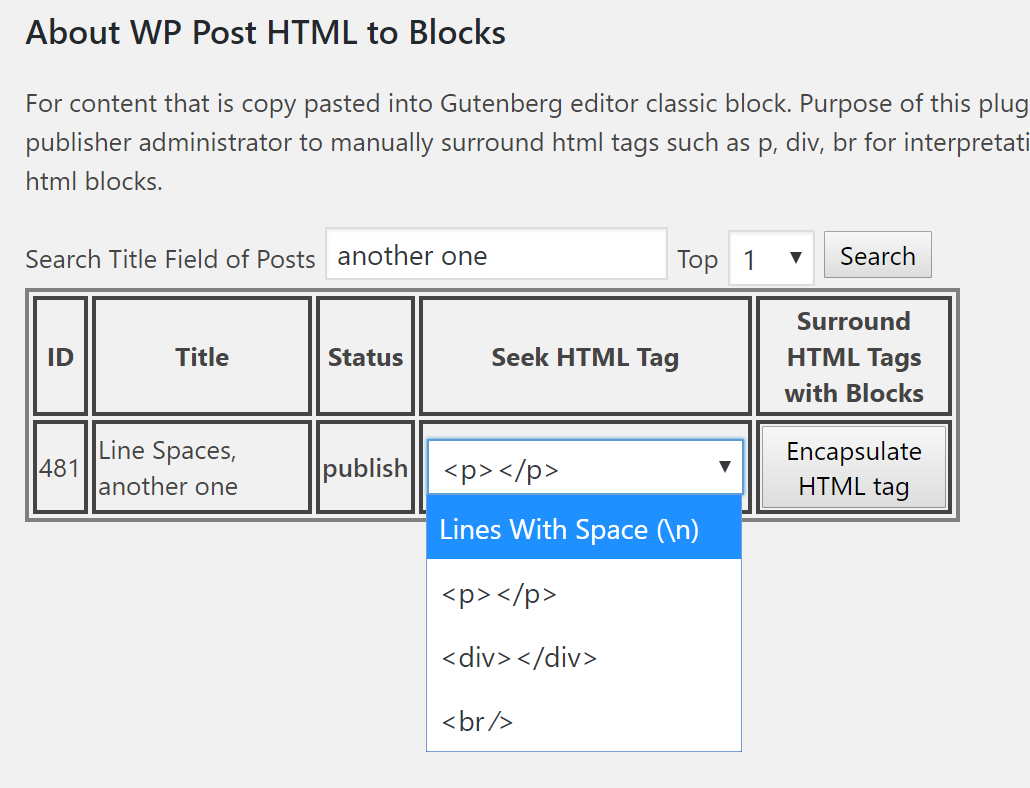 About WP Post HTML to Blocks
For content that is copy pasted into Gutenberg editor classic block. Purpose of this plug
publisher administrator to manually surround html tags such as p, div, br for interpretati
html blocks.
Search Title Field of Posts another one Top 1 Search
ID Title Status Seek HTML Tag Surround
HTML Tags
with Blocks
481 Line Spaces,
another one publish <p></p> Encapsulate
HTML tag
Lines With Space (\n)
<p></p>
<div></div>
<br/>